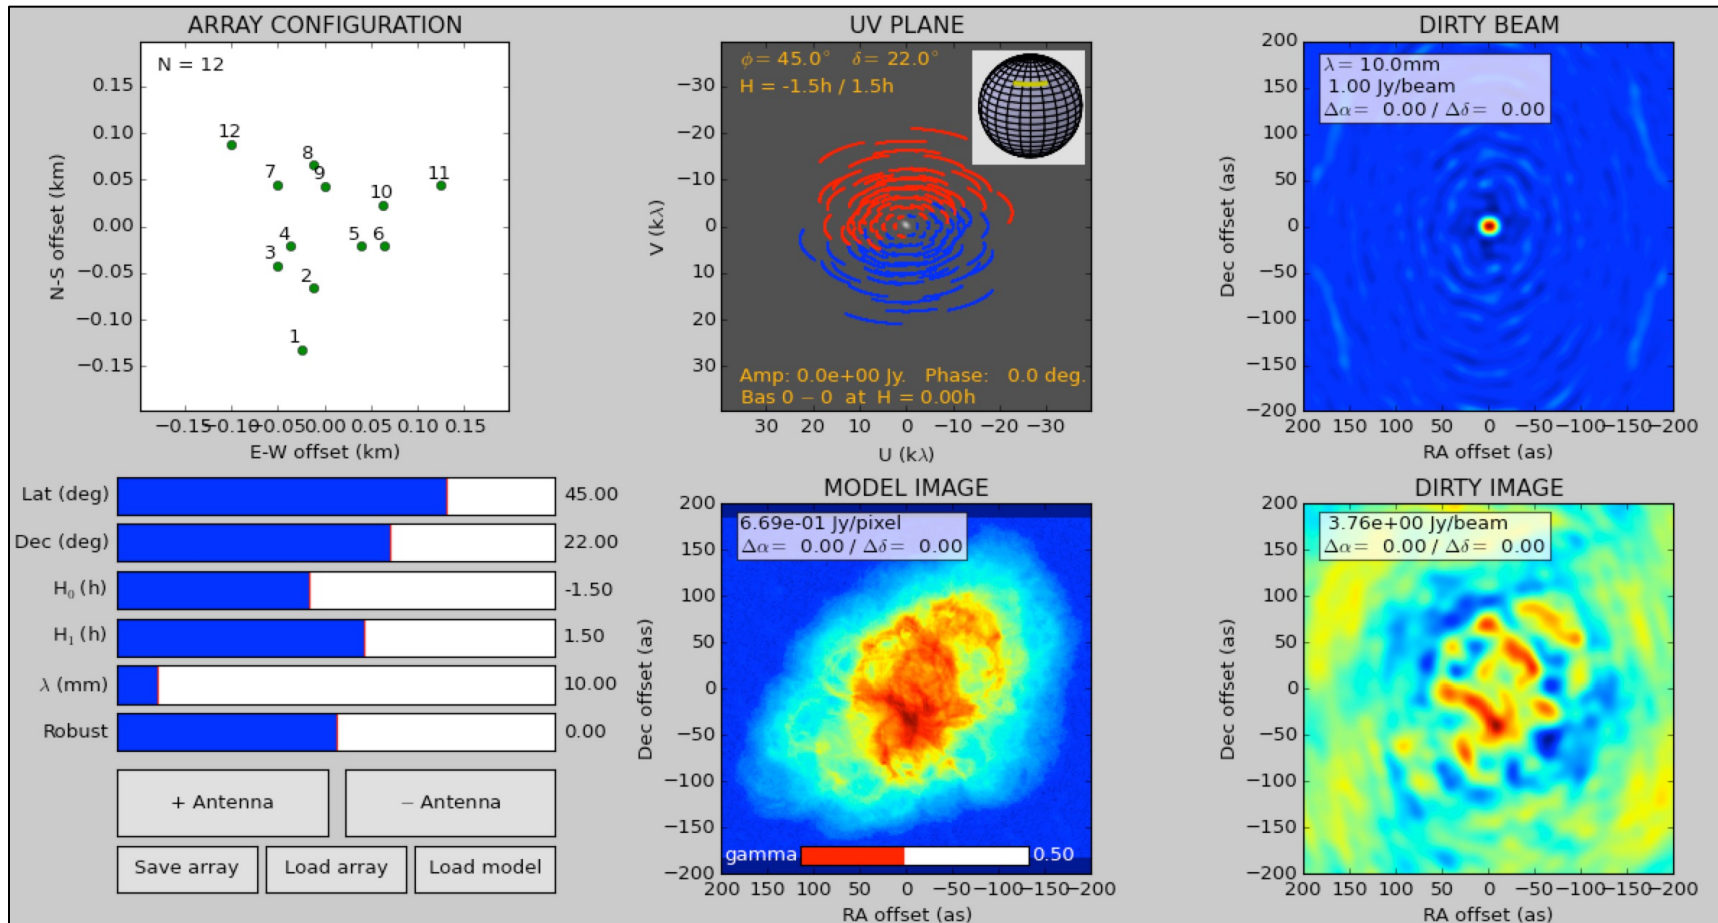 ARRAY CONFIGURATION
N = 12
12
8
7
9
11
10
4
5
6
3
2
1
0.15
0.10
0.05
0.00
−0.05
−0.10
−0.15
N-S offset (km)
−0.15−0.10−0.05 0.00 0.05 0.10 0.15
E-W offset (km)
UV PLANE
ϕ = 45.0° δ = 22.0°
H = -1.5h / 1.5h
−30
−20
−10
0
10
20
30
V (kλ)
Amp: 0.0e+00 Jy. Phase: 0.0 deg.
Bas 0 − 0 at H = 0.00h
30 20 10 0 −10 −20 −30
U (kλ)
DIRTY BEAM
λ = 10.0mm
1.00 Jy/beam
Δα = 0.00 / Δδ = 0.00
200
150
100
50
0
−50
−100
−150
−200
Dec offset (as)
200 150 100 50 0 −50 −100−150−200
RA offset (as)
Lat (deg) 45.00
Dec (deg) 22.00
H₀ (h) -1.50
H₁ (h) 1.50
λ (mm) 10.00
Robust 0.00
+ Antenna
− Antenna
Save array
Load array
Load model
MODEL IMAGE
6.69e-01 Jy/pixel
Δα = 0.00 / Δδ = 0.00
200
150
100
50
0
−50
−100
−150
−200
Dec offset (as)
gamma 0.50
200 150 100 50 0 −50 −100−150−200
RA offset (as)
DIRTY IMAGE
3.76e+00 Jy/beam
Δα = 0.00 / Δδ = 0.00
200
150
100
50
0
−50
−100
−150
−200
Dec offset (as)
200 150 100 50 0 −50 −100−150−200
RA offset (as)